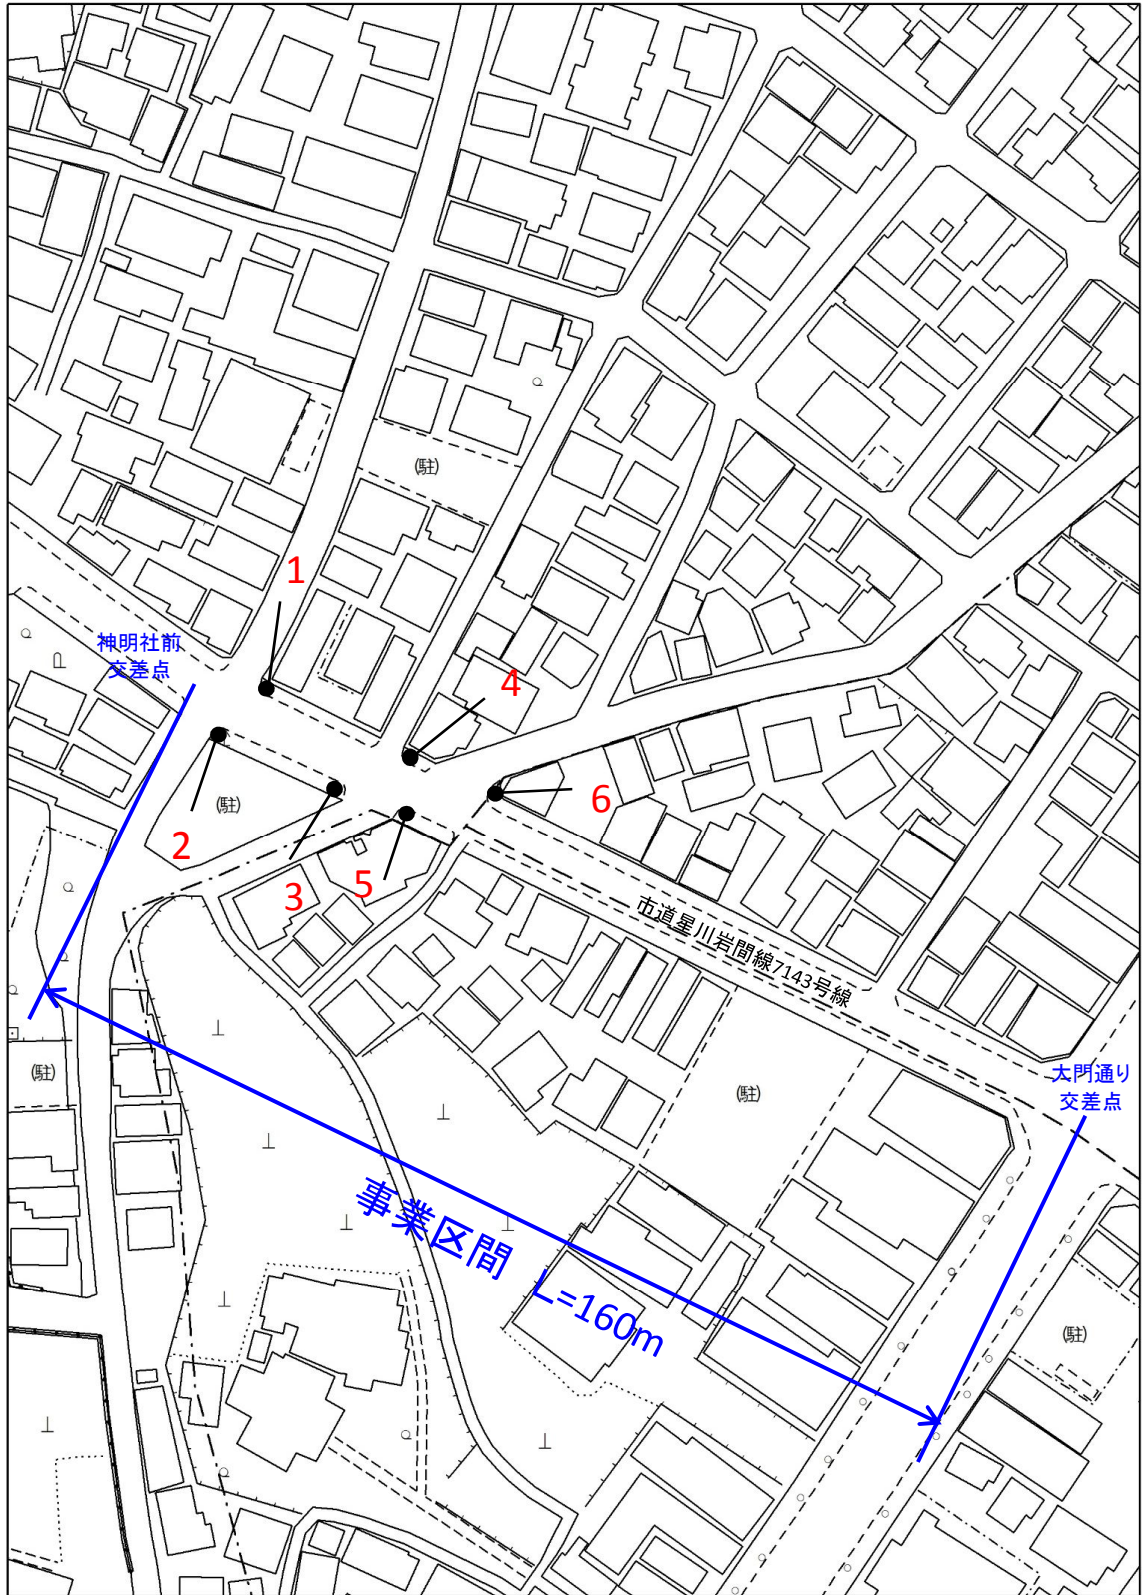 (駐)
1
神明社前
交差点
4
6
(駐)
2
3
5
市道星川岩間線7143号線
(駐)
大門通り
交差点
(駐)
事業区間 L=160m
(駐)